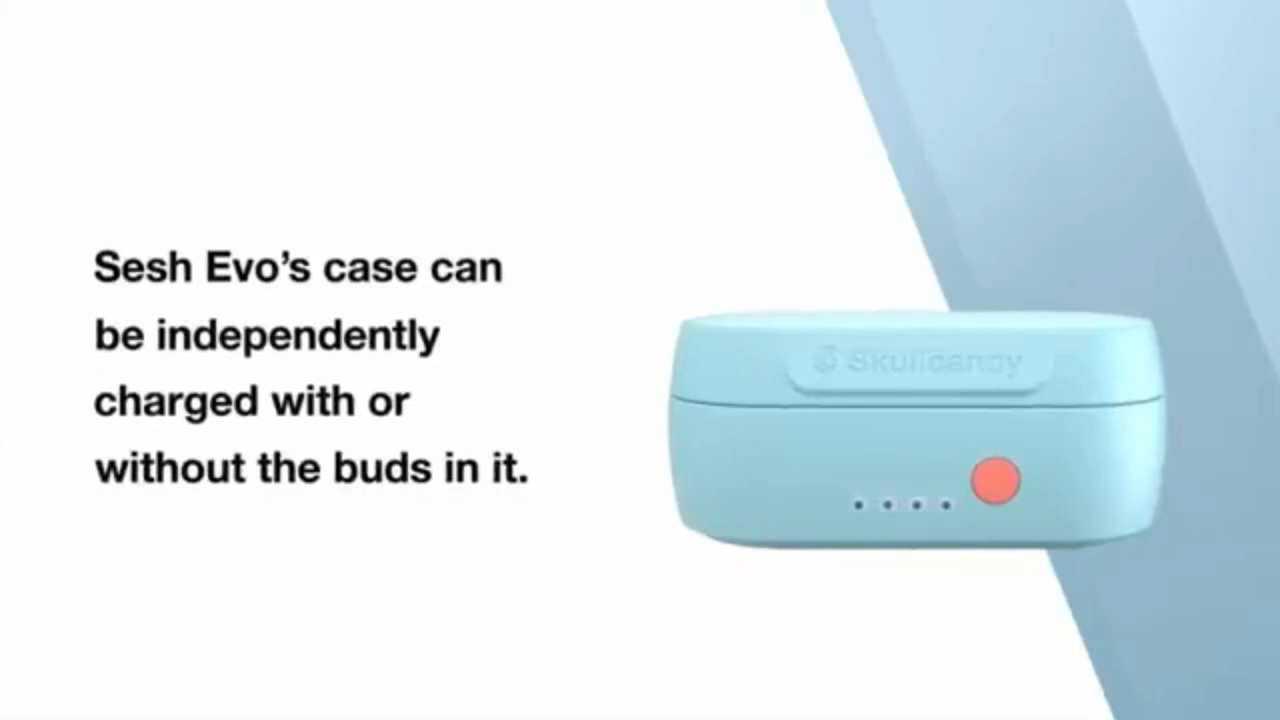 Sesh Evo’s case can
be independently
charged with or
without the buds in it.
Skullcandy